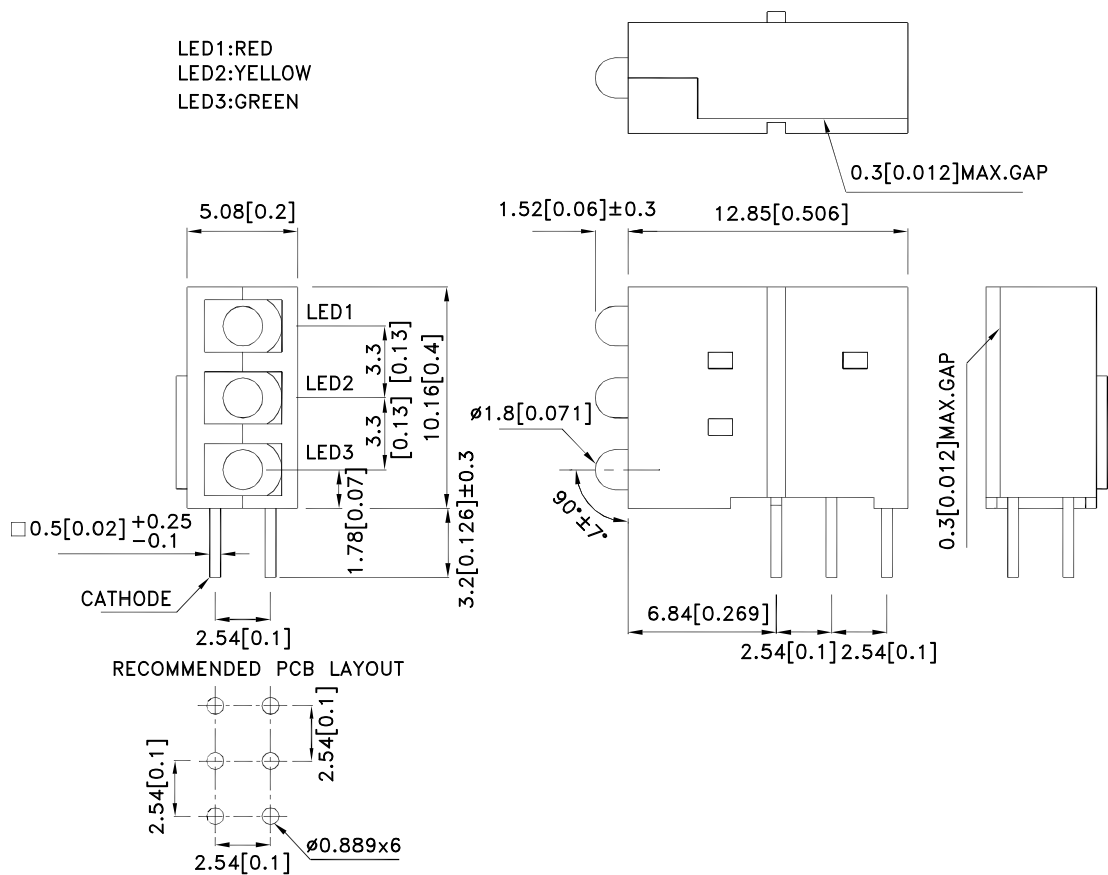 LED1:RED
LED2:YELLOW
LED3:GREEN
0.3[0.012]MAX.GAP
5.08[0.2]
1.52[0.06]±0.3
12.85[0.506]
LED1
LED2
LED3
3.3
[0.13]
3.3
[0.13]
10.16[0.4]
1.78[0.07]
3.2[0.126]±0.3
□0.5[0.02] +0.25
−0.1
CATHODE
2.54[0.1]
ø1.8[0.071]
90°±7°
6.84[0.269]
2.54[0.1] 2.54[0.1]
0.3[0.012]MAX.GAP
RECOMMENDED PCB LAYOUT
2.54[0.1]
2.54[0.1]
2.54[0.1]
ø0.889x6